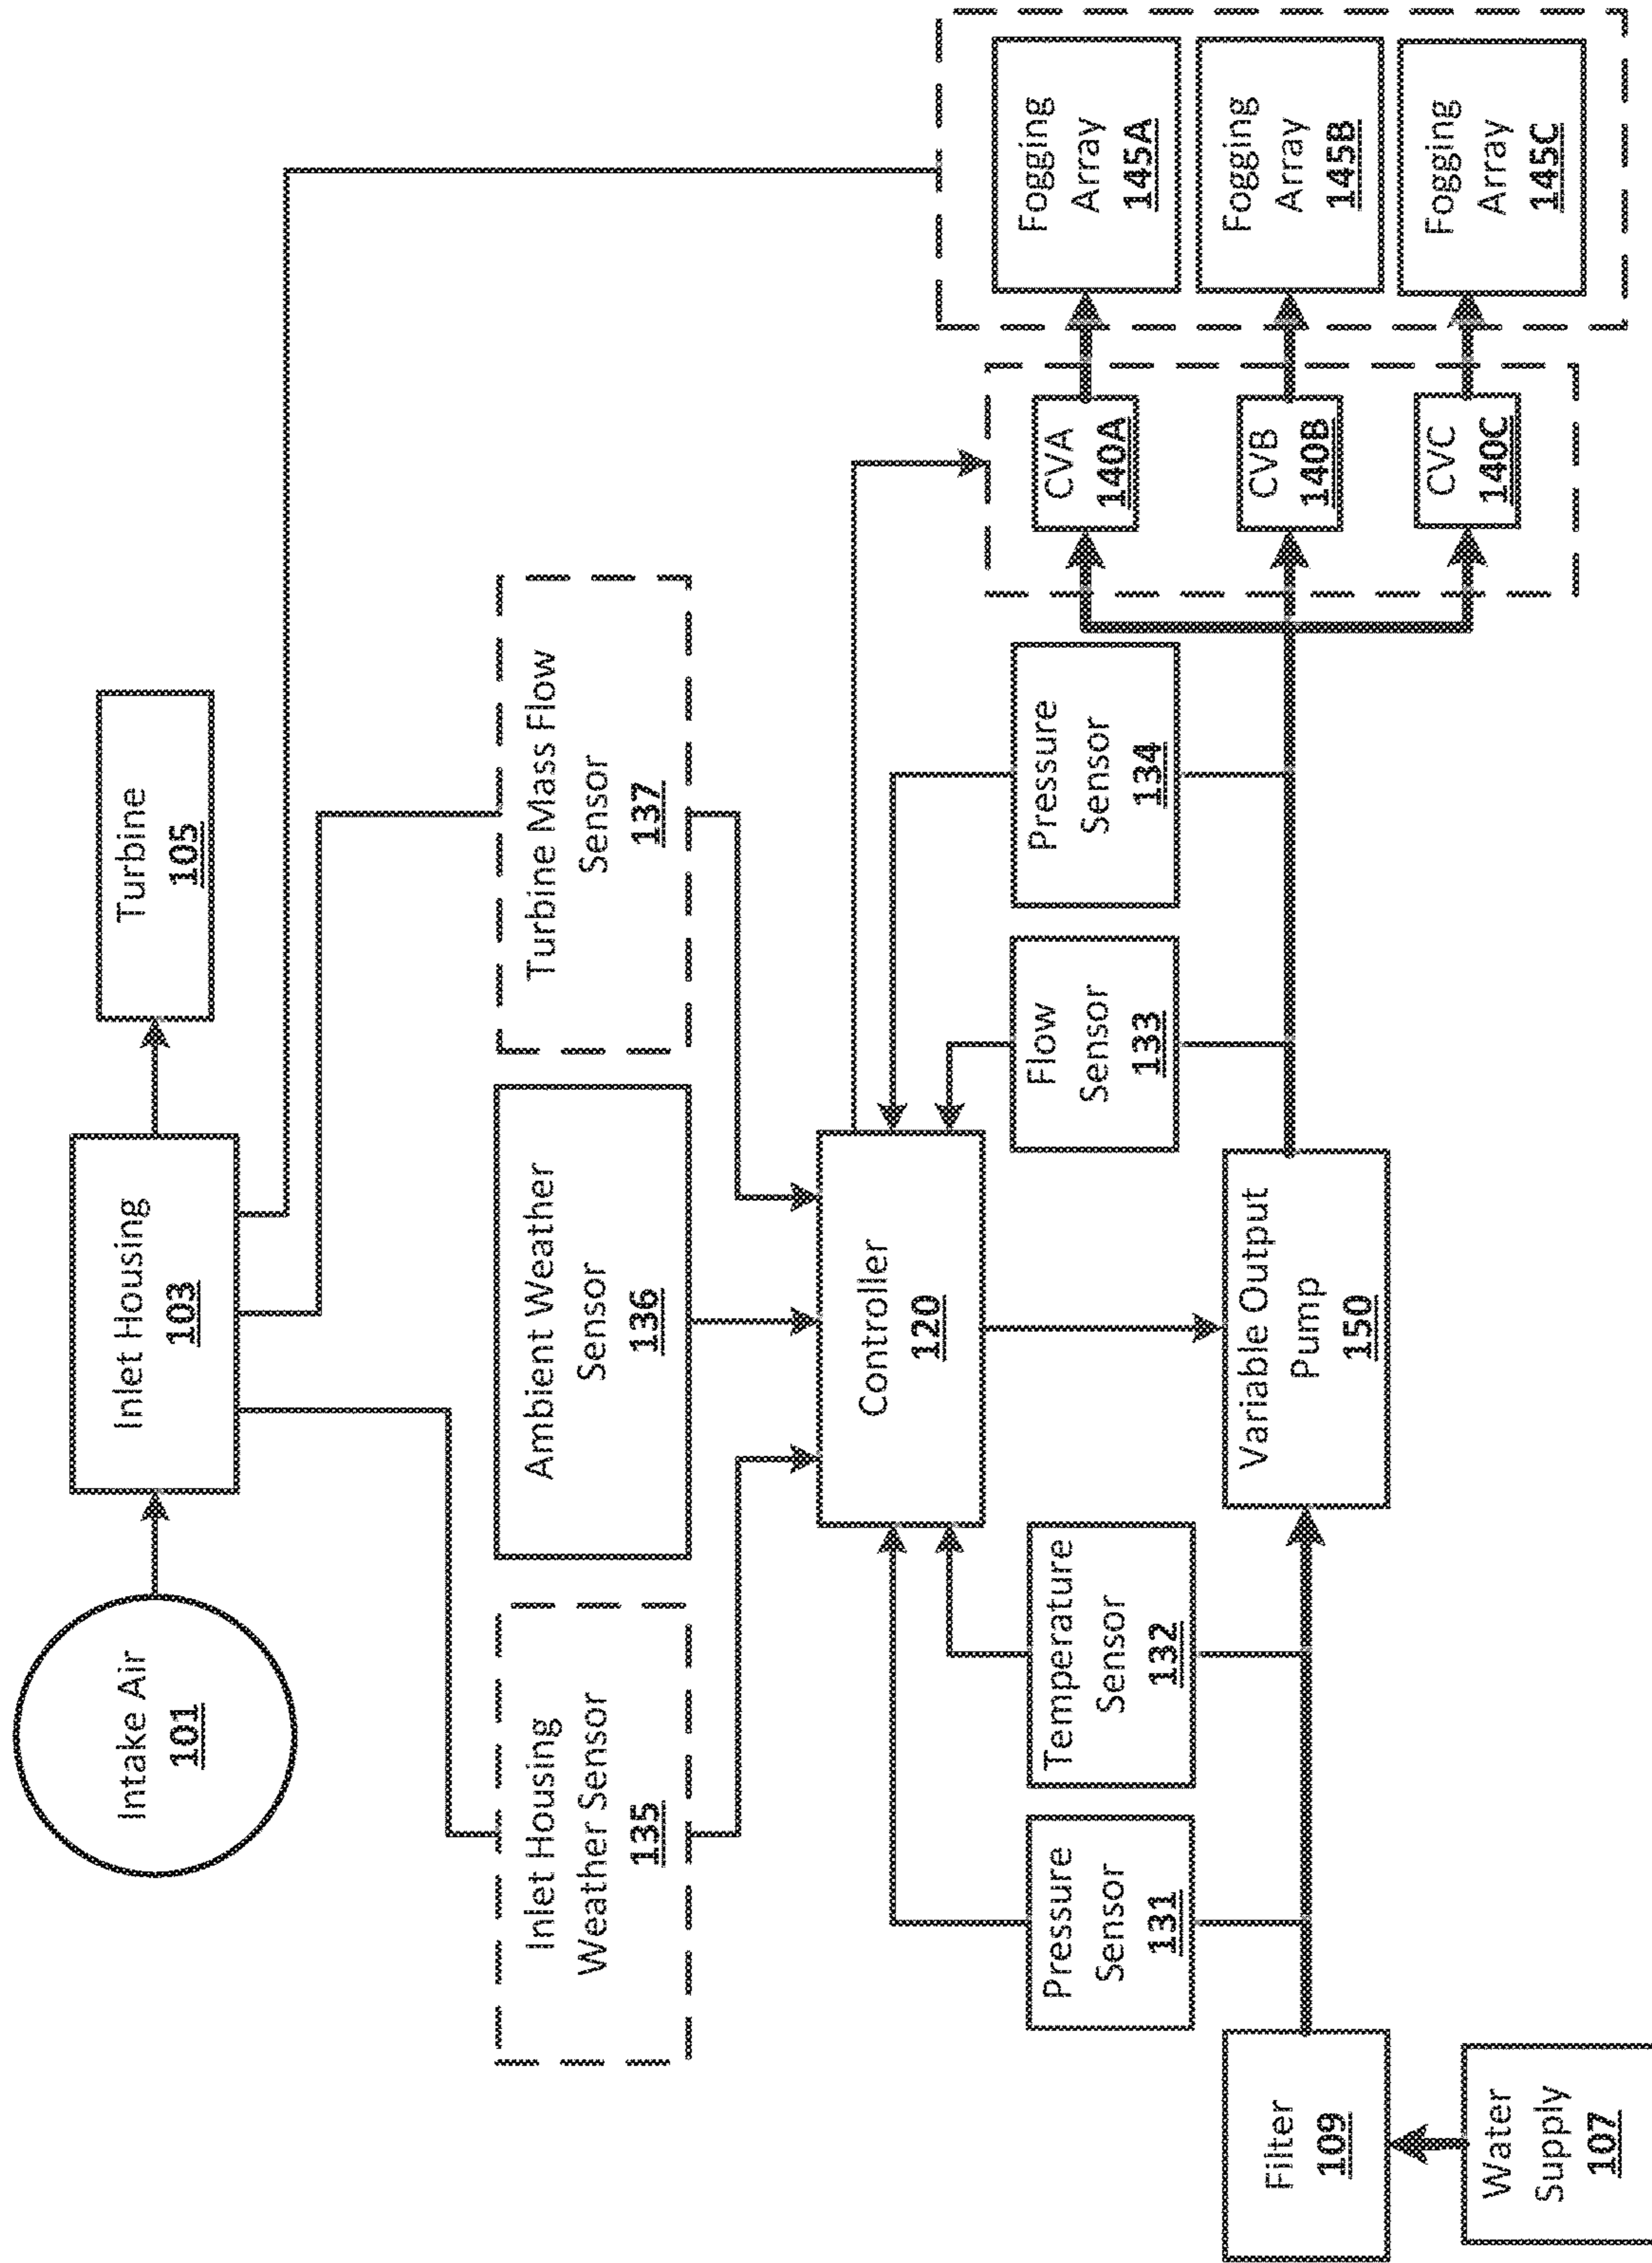 Intake Air
101
Inlet Housing
103
Turbine
105
Inlet Housing
Weather Sensor
135
Ambient Weather
Sensor
136
Turbine Mass Flow
Sensor
137
Controller
120
Pressure
Sensor
131
Temperature
Sensor
132
Flow
Sensor
133
Pressure
Sensor
134
Filter
109
Water
Supply
107
Variable Output
Pump
150
CVA
140A
CVB
140B
CVC
140C
Fogging
Array
145A
Fogging
Array
145B
Fogging
Array
145C